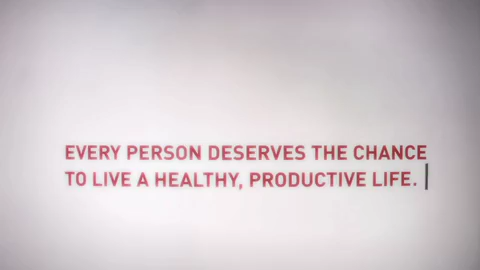 EVERY PERSON DESERVES THE CHANCE
TO LIVE A HEALTHY, PRODUCTIVE LIFE.